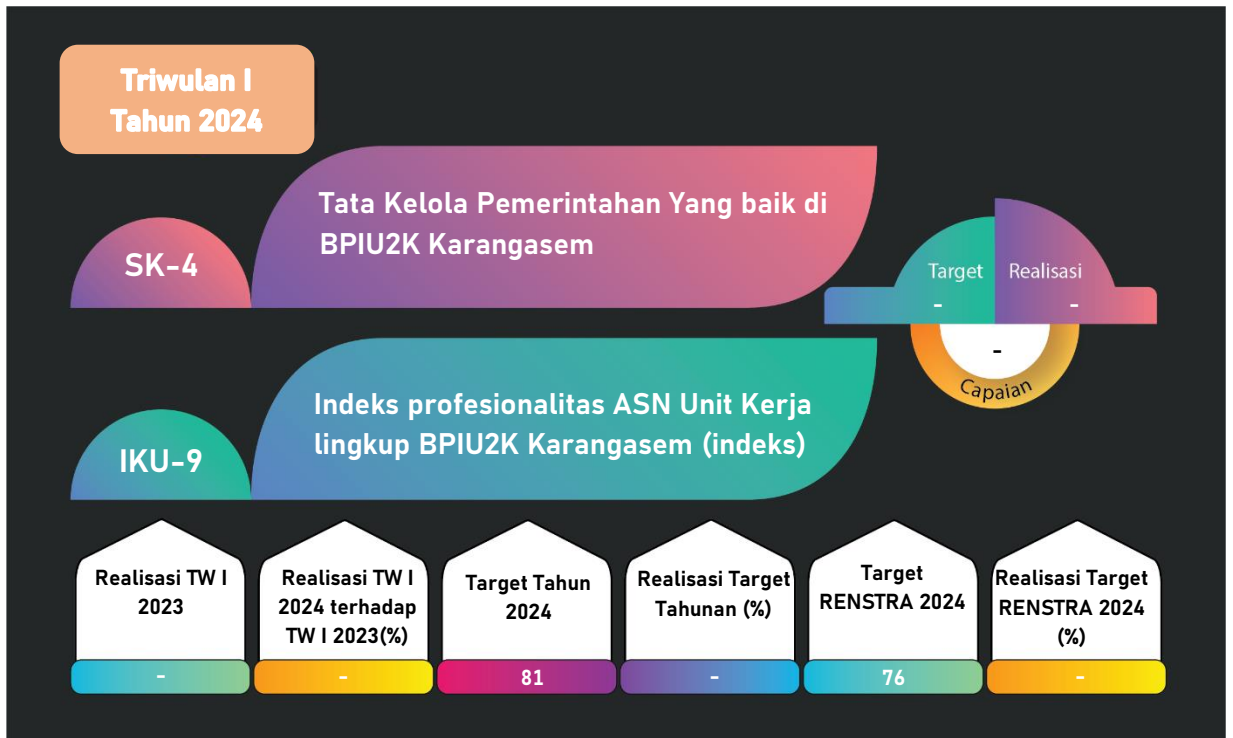 Triwulan I
Tahun 2024
SK-4
Tata Kelola Pemerintahan Yang baik di
BPIU2K Karangasem
Target
Realisasi
-
-
-
Capaian
IKU-9
Indeks profesionalitas ASN Unit Kerja
lingkup BPIU2K Karangasem (indeks)
Realisasi TW I
2023
-
Realisasi TW I
2024 terhadap
TW I 2023(%)
-
Target Tahun
2024
81
Realisasi Target
Tahunan (%)
-
Target
RENSTRA 2024
76
Realisasi Target
RENSTRA 2024
(%)
-